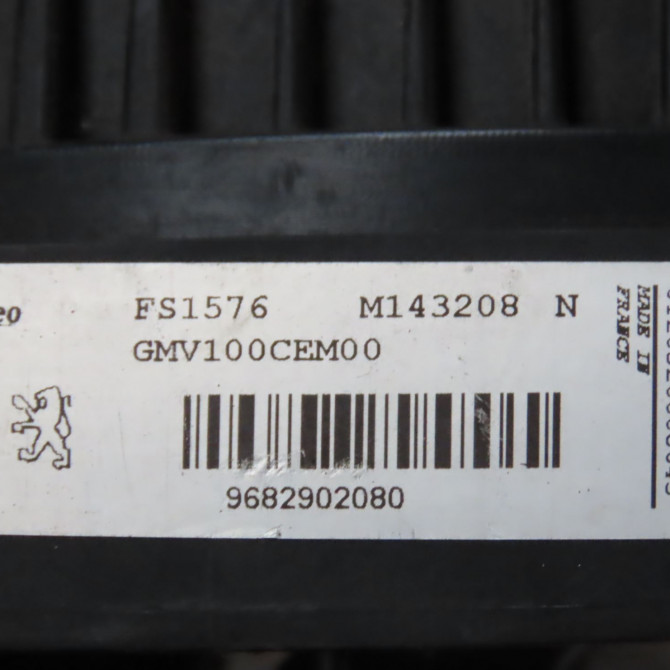 FS1576 M143208 N
GMV100CEM00
9682902080
MADE IN
FRANCE